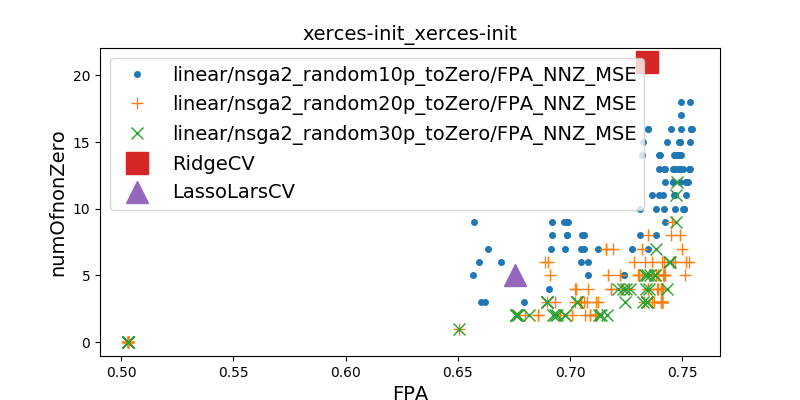 xerces-init_xerces-init
linear/nsga2_random10p_toZero/FPA_NNZ_MSE
linear/nsga2_random20p_toZero/FPA_NNZ_MSE
linear/nsga2_random30p_toZero/FPA_NNZ_MSE
RidgeCV
LassoLarsCV
numOfnonZero
20
15
10
5
0
0.50 0.55 0.60 0.65 0.70 0.75
FPA